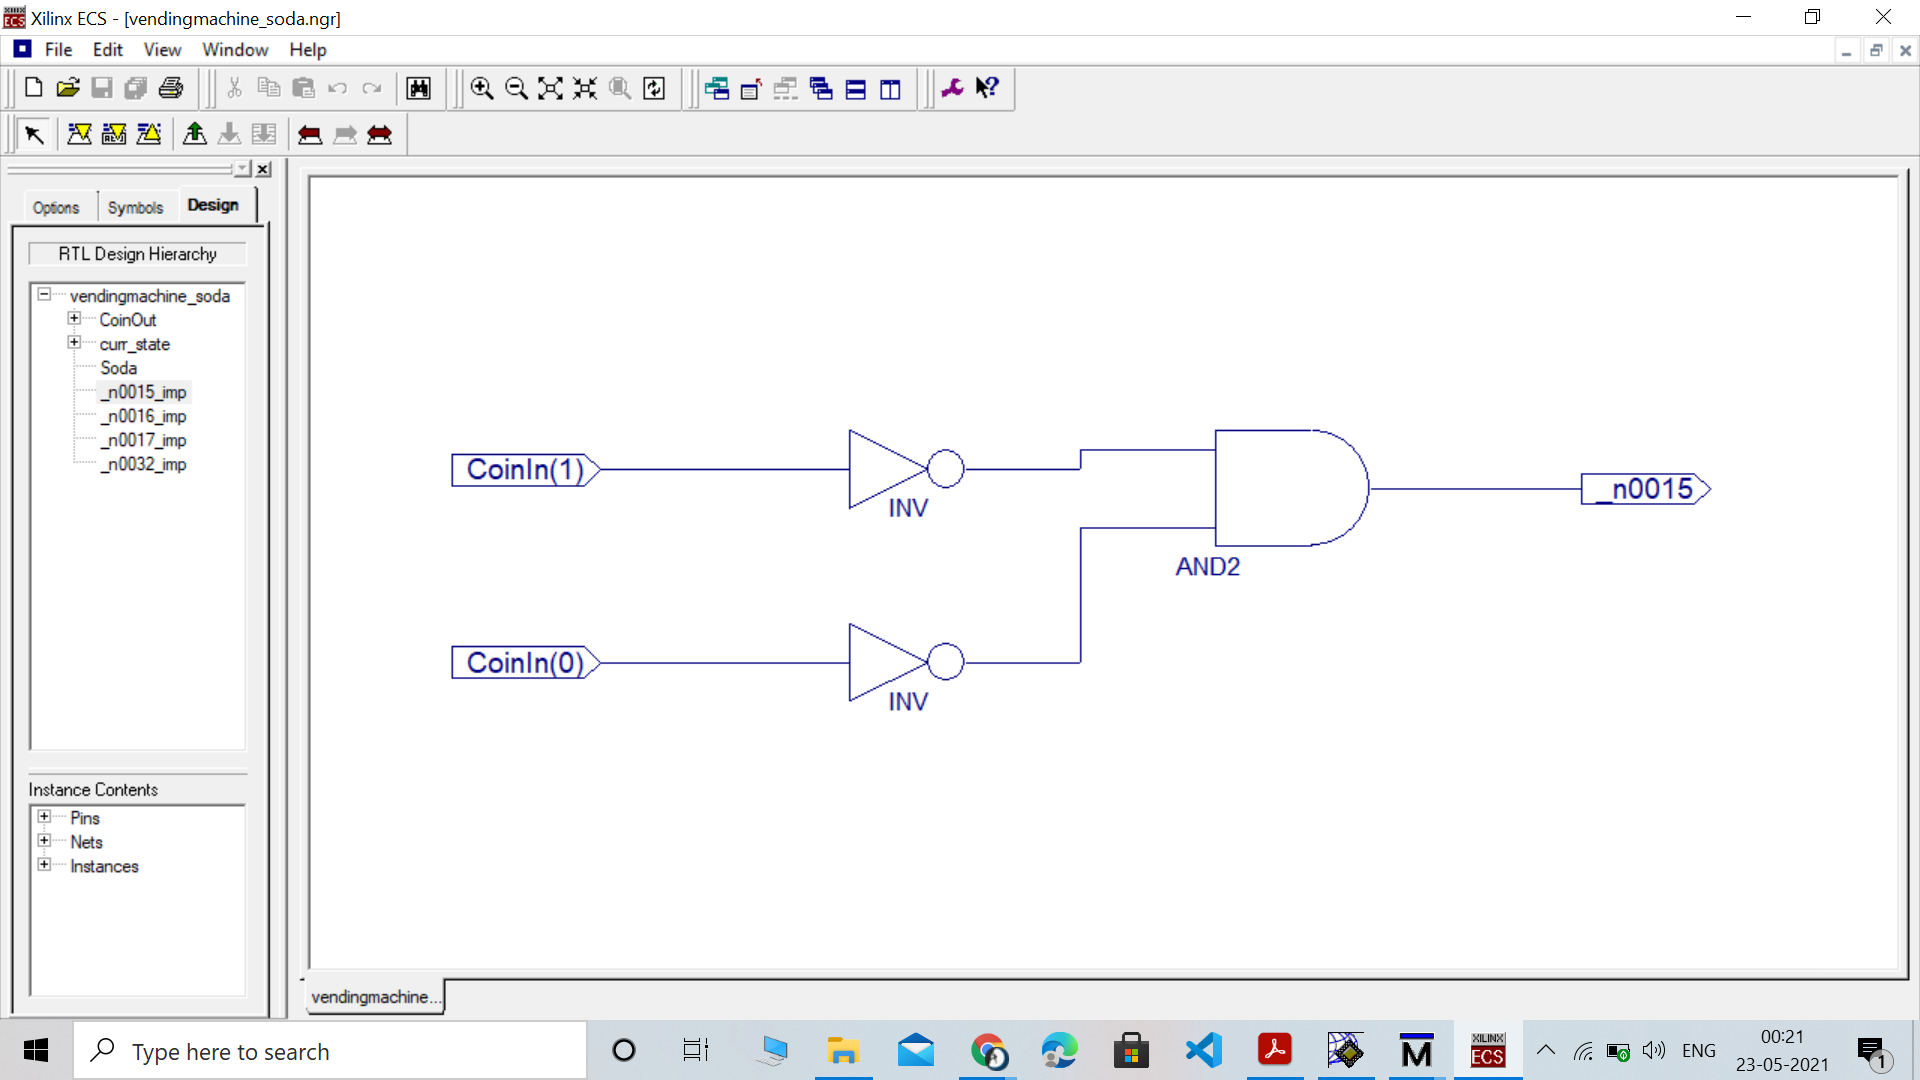 Xilinx ECS - [vendingmachine_soda.ngr]
File Edit View Window Help
Options Symbols Design
RTL Design Hierarchy
vendingmachine_soda
CoinOut
curr_state
Soda
_n0015_imp
_n0016_imp
_n0017_imp
_n0032_imp
Instance Contents
Pins
Nets
Instances
CoinIn(1)
INV
AND2
_n0015
CoinIn(0)
INV
vendingmachine...
Type here to search
XILINX
ECS
ENG
00:21
23-05-2021
1